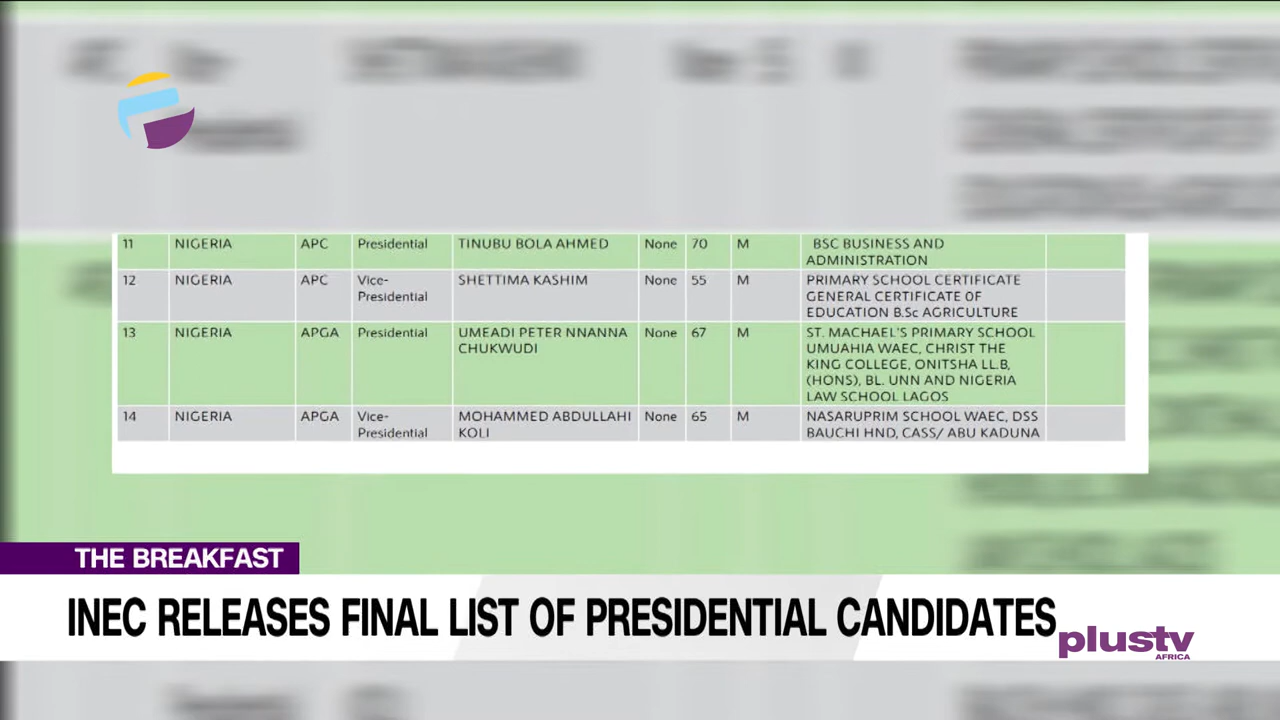 11 NIGERIA APC Presidential TINUBU BOLA AHMED None 70 M BSC BUSINESS AND
ADMINISTRATION
12 NIGERIA APC Vice- SHETTIMA KASHIM None 55 M PRIMARY SCHOOL CERTIFICATE
Presidential GENERAL CERTIFICATE OF
EDUCATION B.Sc AGRICULTURE
13 NIGERIA APGA Presidential UMEADI PETER NNANNA None 67 M ST. MACHAEL'S PRIMARY SCHOOL
CHUKWUDI UMUAHIA WAEC, CHRIST THE
KING COLLEGE, ONITSHA LL.B,
(HONS), BL. UNN AND NIGERIA
LAW SCHOOL LAGOS
14 NIGERIA APGA Vice- MOHAMMED ABDULLAHI None 65 M NASARUPRIM SCHOOL WAEC, DSS
Presidential KOLI BAUCHI HND, CASS/ ABU KADUNA
THE BREAKFAST
INEC RELEASES FINAL LIST OF PRESIDENTIAL CANDIDATES
plustv
AFRICA